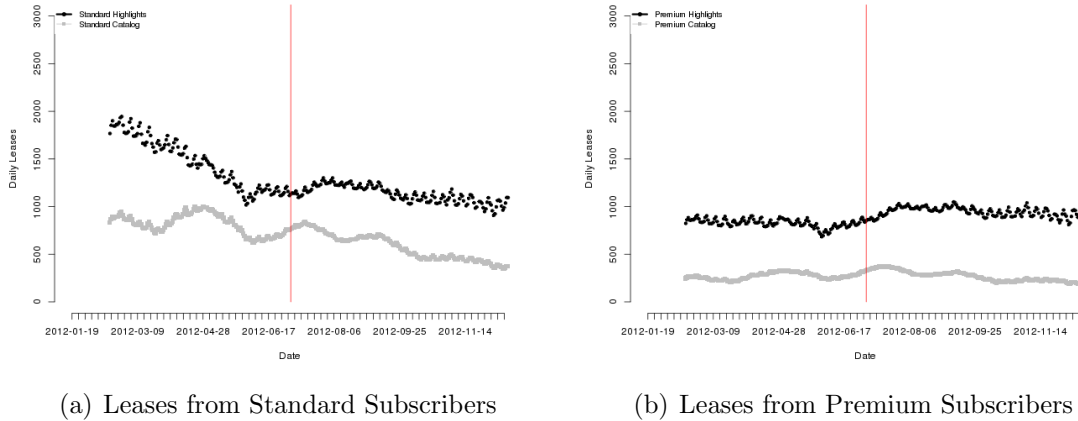 Standard Highlights
Standard Catalog
3000
2500
2000
1500
1000
500
0
Daily Leases
2012-01-19 2012-03-09 2012-04-28 2012-06-17 2012-08-06 2012-09-25 2012-11-14
Date
(a) Leases from Standard Subscribers
Premium Highlights
Premium Catalog
3000
2500
2000
1500
1000
500
0
Daily Leases
2012-01-19 2012-03-09 2012-04-28 2012-06-17 2012-08-06 2012-09-25 2012-11-14
Date
(b) Leases from Premium Subscribers